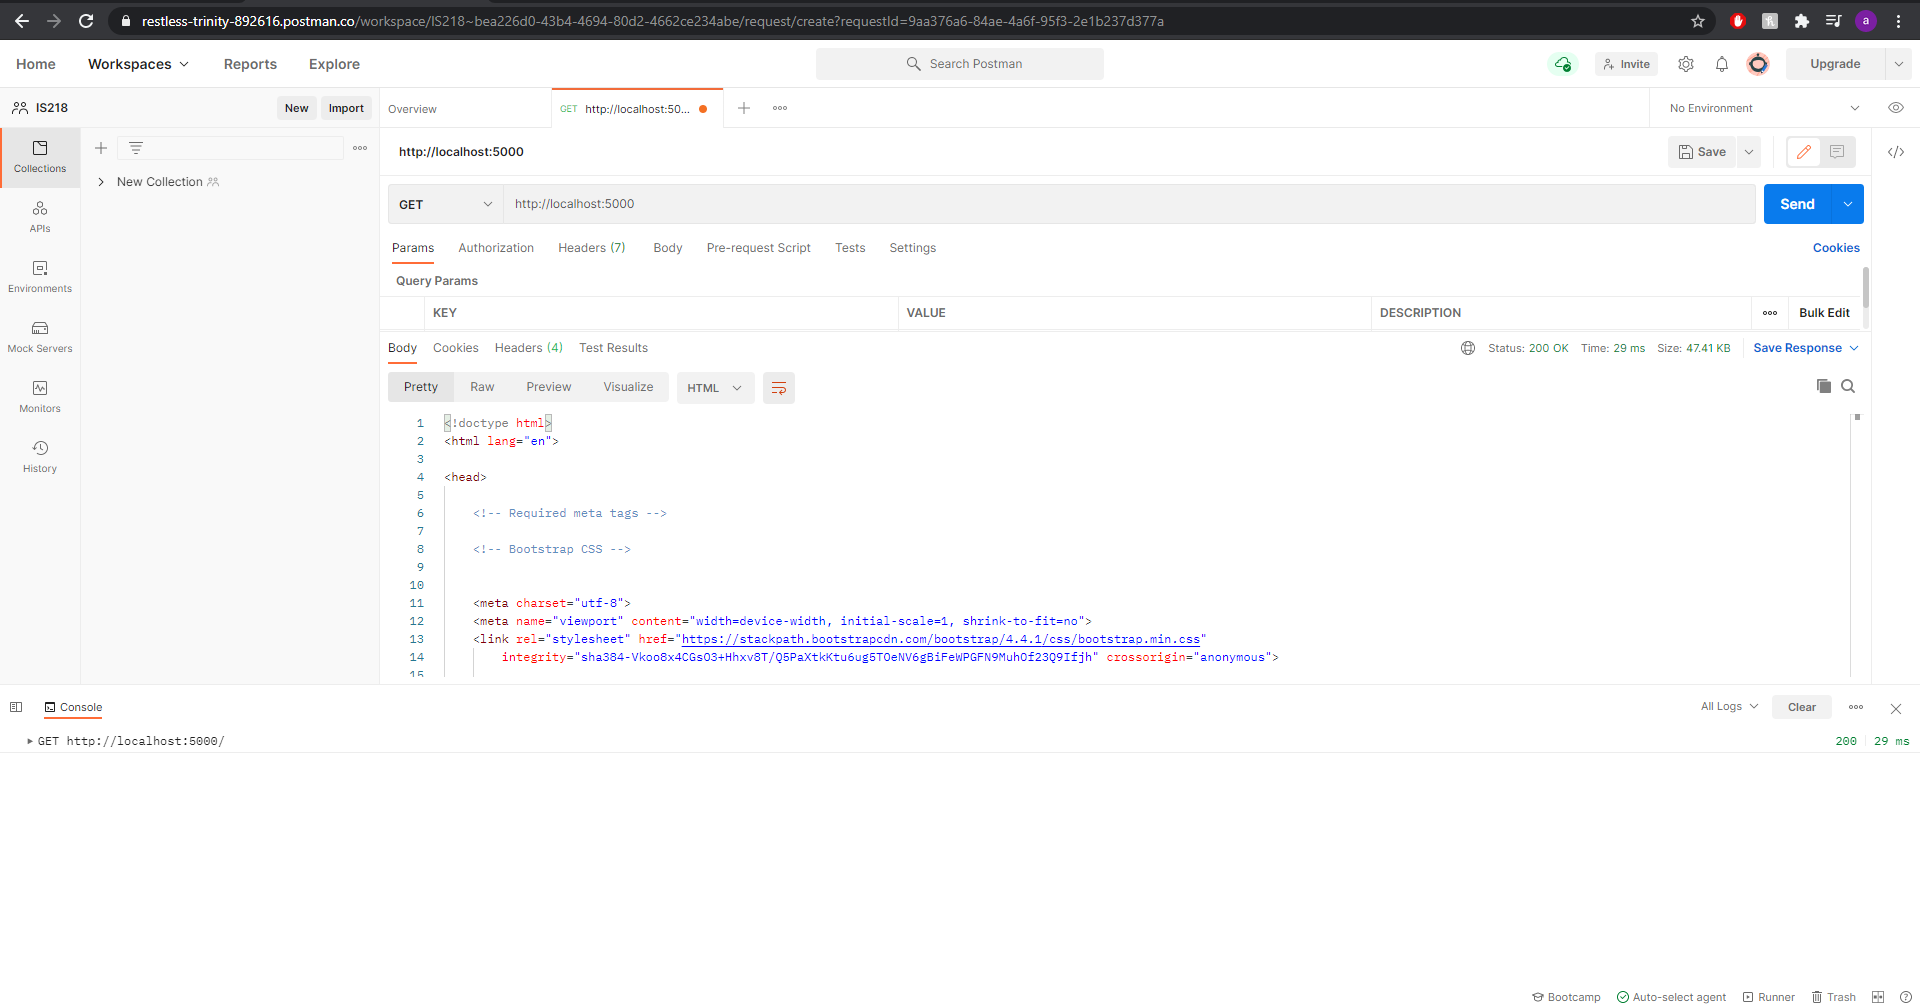 restless-trinity-892616.postman.co/workspace/IS218~bea226d0-43b4-4694-80d2-4662ce234abe/request/create?requestId=9aa376a6-84ae-4a6f-95f3-2e1b237d377a
a
Home Workspaces Reports Explore Search Postman Invite Upgrade
IS218 New Import Overview GET http://localhost:50... No Environment
http://localhost:5000 Save
Collections
New Collection
GET http://localhost:5000 Send
APIs
Params Authorization Headers (7) Body Pre-request Script Tests Settings Cookies
Query Params
Environments
KEY VALUE DESCRIPTION Bulk Edit
Mock Servers
Body Cookies Headers (4) Test Results Status: 200 OK Time: 29 ms Size: 47.41 KB Save Response
Pretty Raw Preview Visualize HTML
Monitors
History
1 <!doctype html>
2 <html lang="en">
3
4 <head>
5
6 <!-- Required meta tags -->
7
8 <!-- Bootstrap CSS -->
9
10
11 <meta charset="utf-8">
12 <meta name="viewport" content="width=device-width, initial-scale=1, shrink-to-fit=no">
13 <link rel="stylesheet" href="https://stackpath.bootstrapcdn.com/bootstrap/4.4.1/css/bootstrap.min.css"
14 integrity="sha384-Vkoo8x4CGsO3+Hhxv8T/Q5PaXtkKtu6ug5TOeNV6gBiFeWPGFN9MuhOf23Q9Ifjh" crossorigin="anonymous">
15
Console All Logs Clear
GET http://localhost:5000/ 200 29 ms
Bootcamp Auto-select agent Runner Trash